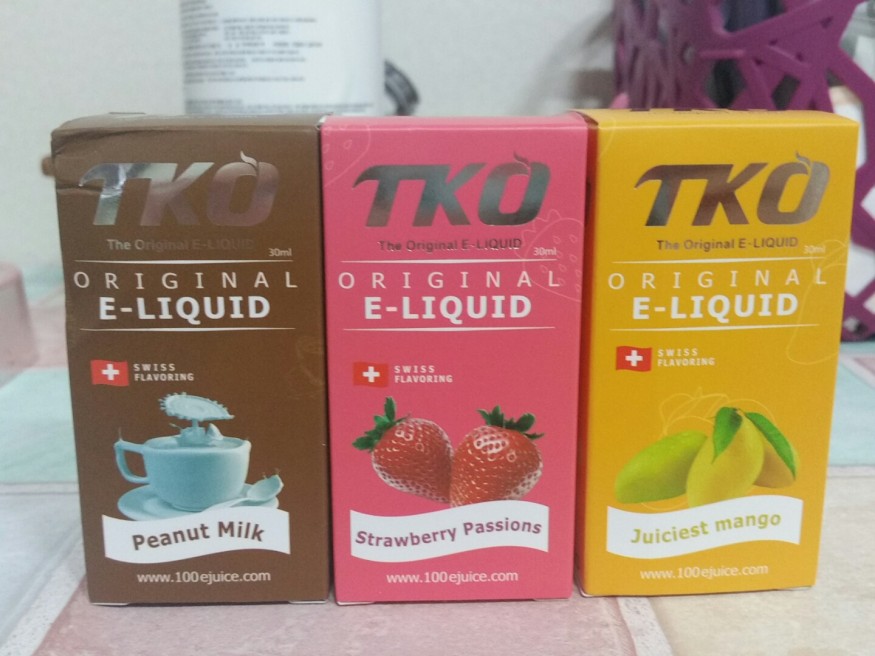 TKO
The Original E-LIQUID
30ml
ORIGINAL
E-LIQUID
SWISS
FLAVORING
Peanut Milk
www.100ejuice.com
TKO
The Original E-LIQUID
30ml
ORIGINAL
E-LIQUID
SWISS
FLAVORING
Strawberry Passions
www.100ejuice.com
TKO
The Original E-LIQUID
30ml
ORIGINAL
E-LIQUID
SWISS
FLAVORING
Juiciest mango
www.100ejuice.com